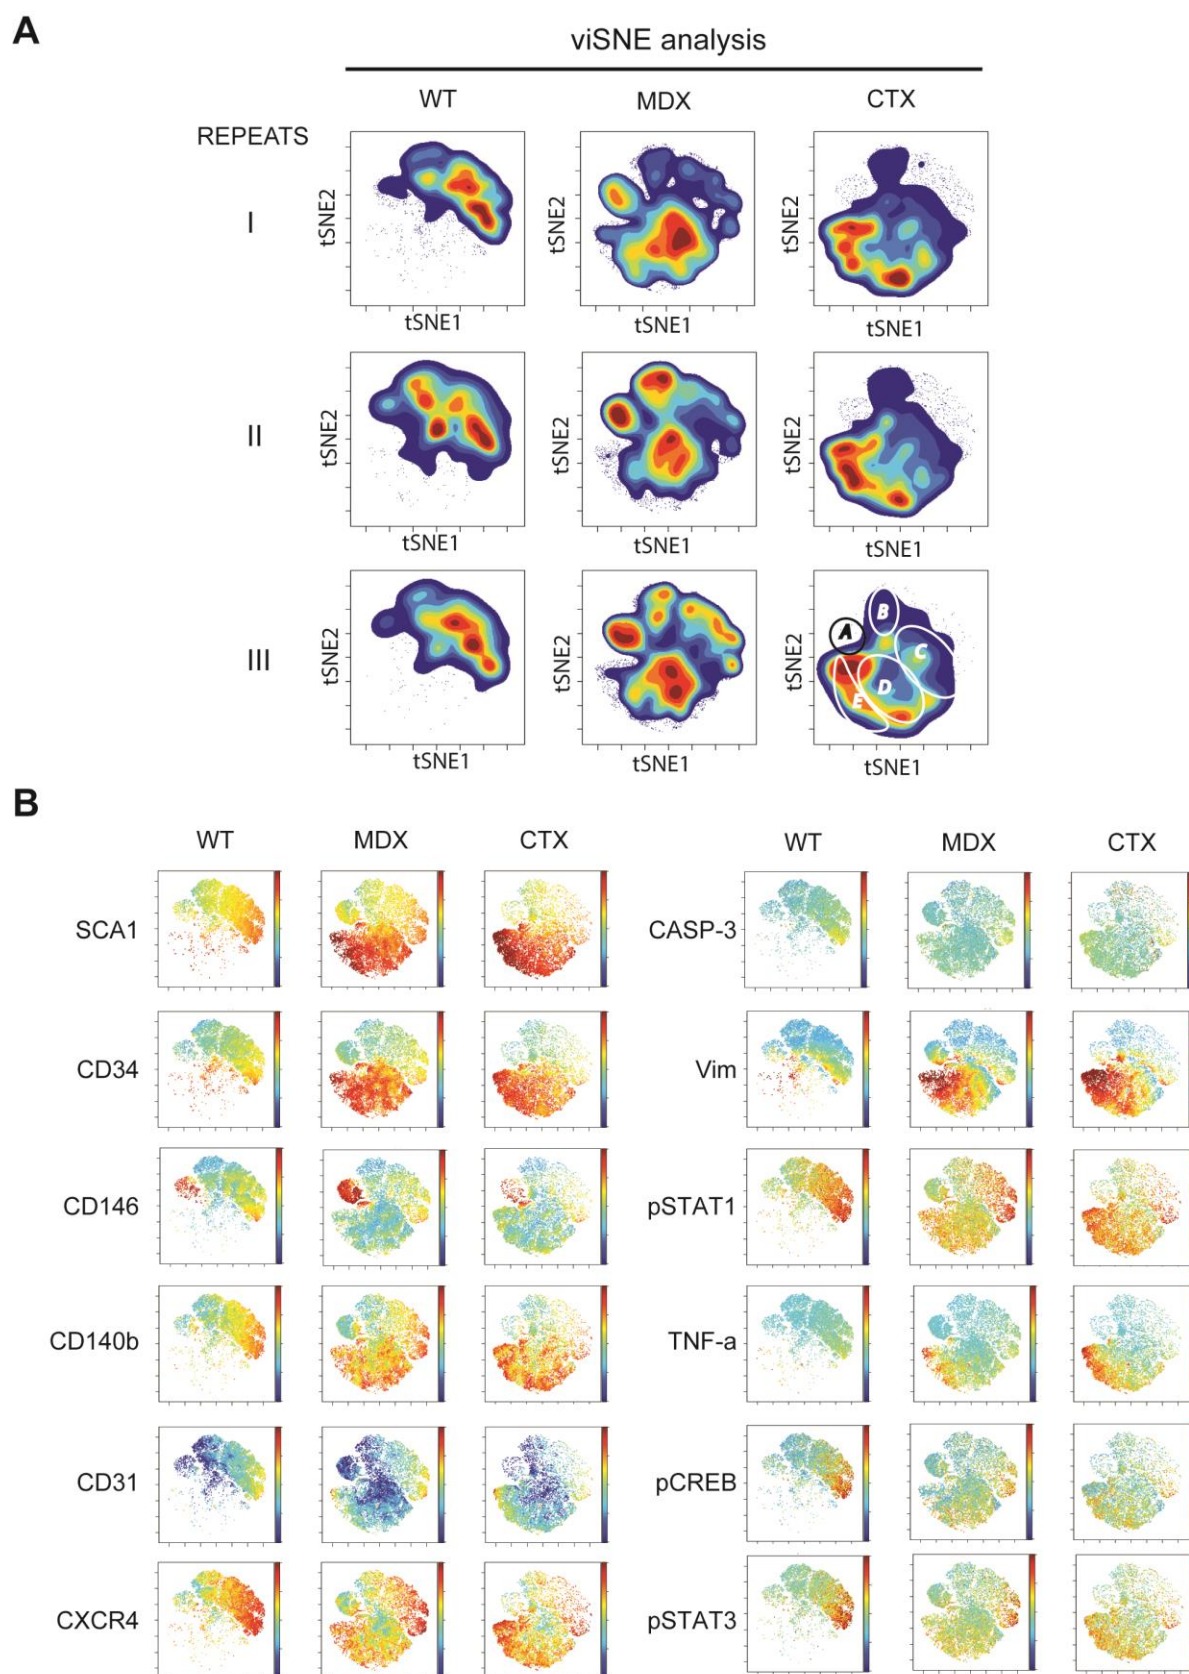 A
viSNE analysis
WT MDX CTX
REPEATS
I
tSNE2 tSNE2 tSNE2
tSNE1 tSNE1 tSNE1
II
tSNE2 tSNE2 tSNE2
tSNE1 tSNE1 tSNE1
III
tSNE2 tSNE2 tSNE2
A B C D E
tSNE1 tSNE1 tSNE1
B
WT MDX CTX WT MDX CTX
SCA1 CASP-3
CD34 Vim
CD146 pSTAT1
CD140b TNF-a
CD31 pCREB
CXCR4 pSTAT3